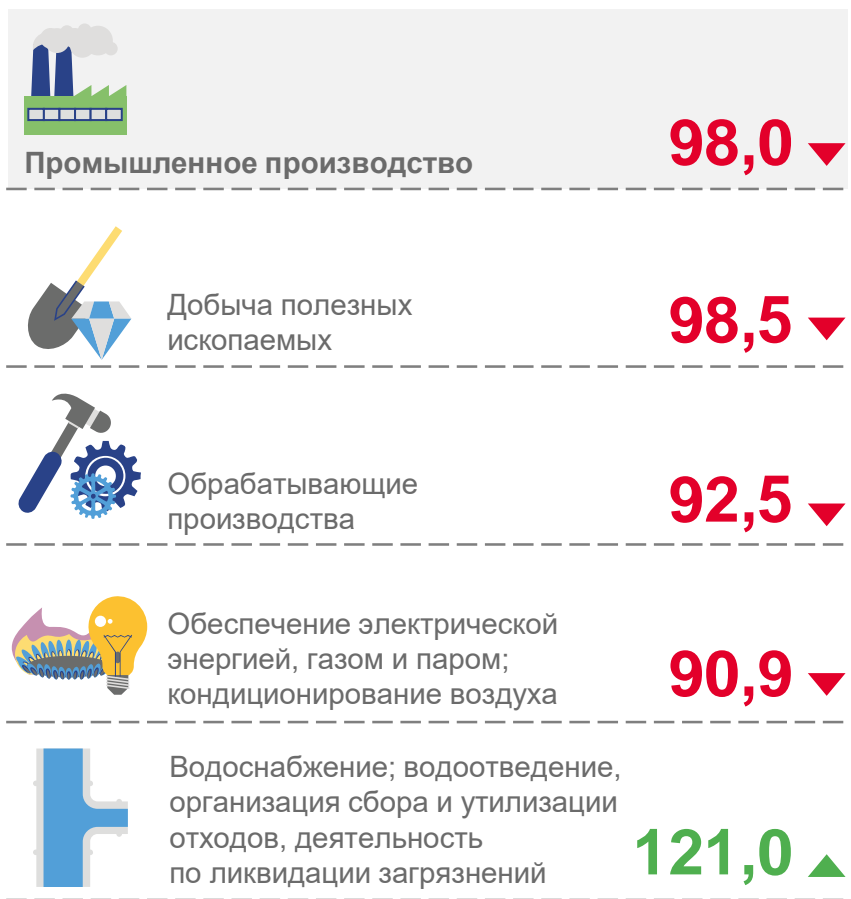 Промышленное производство
98,0
Добыча полезных
ископаемых
98,5
Обрабатывающие
производства
92,5
Обеспечение электрической
энергией, газом и паром;
кондиционирование воздуха
90,9
Водоснабжение; водоотведение,
организация сбора и утилизации
отходов, деятельность
по ликвидации загрязнений
121,0